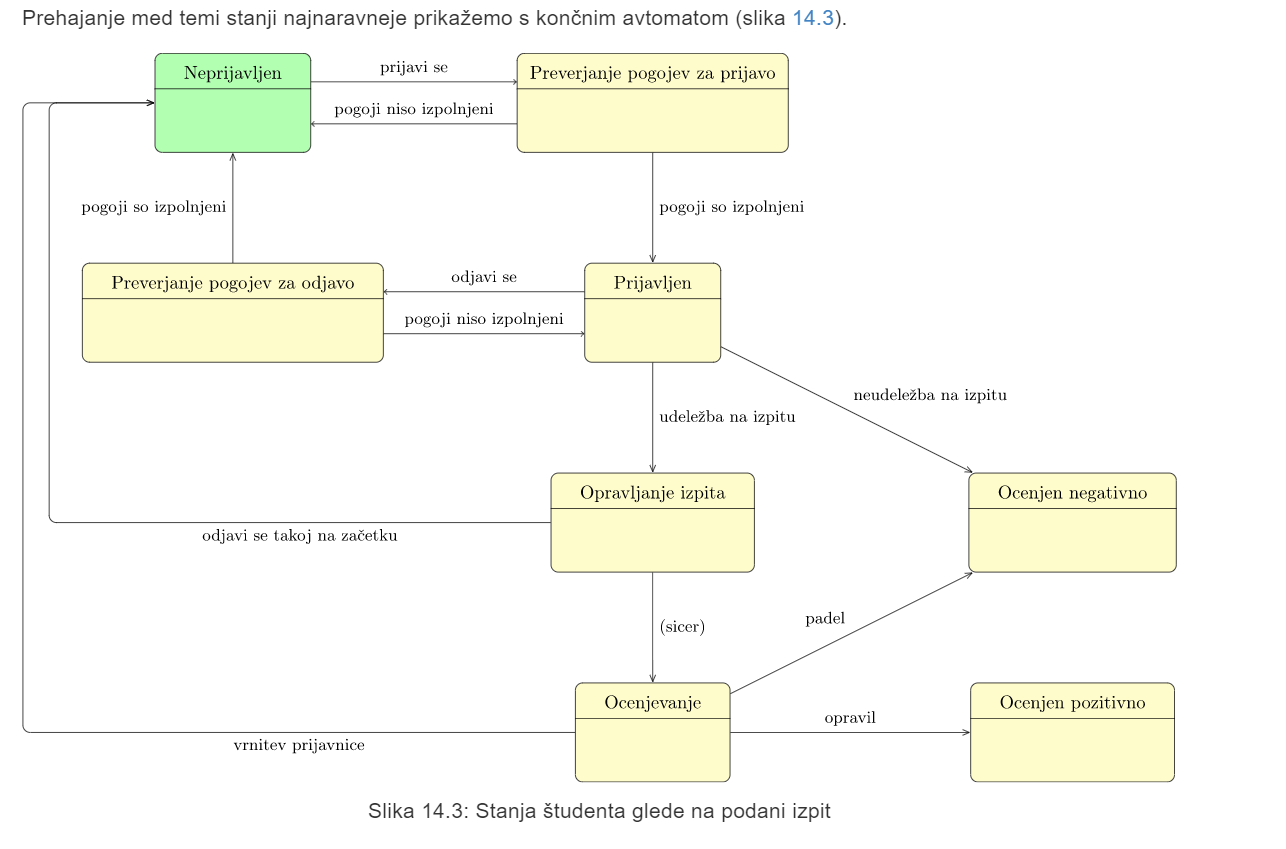 Prehajanje med temi stanji najnaravneje prikažemo s končnim avtomatom (slika 14.3).
Neprijavljen
prijavi se
Preverjanje pogojev za prijavo
pogoji niso izpolnjeni
pogoji so izpolnjeni
pogoji so izpolnjeni
Preverjanje pogojev za odjavo
odjavi se
Prijavljen
pogoji niso izpolnjeni
neudeležba na izpitu
udeležba na izpitu
Opravljanje izpita
Ocenjen negativno
odjavi se takoj na začetku
padel
(sicer)
Ocenjevanje
opravil
Ocenjen pozitivno
vrnitev prijavnice
Slika 14.3: Stanja študenta glede na podani izpit